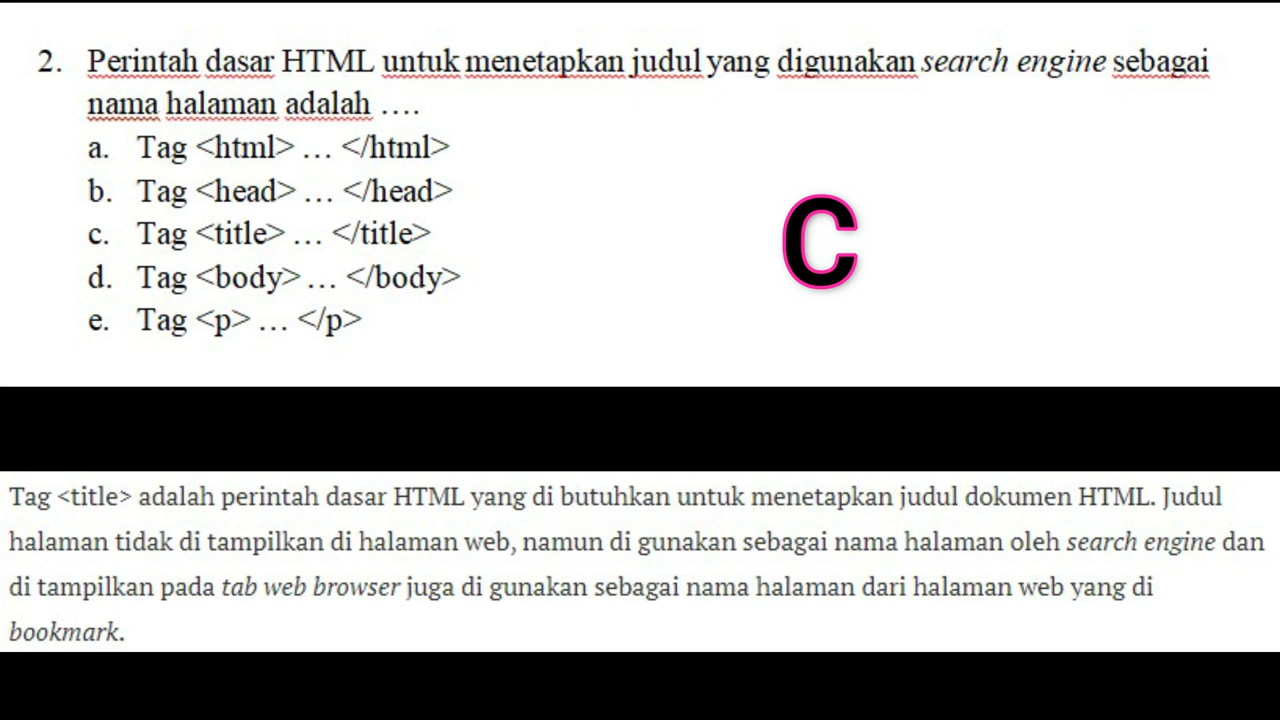 2. Perintah dasar HTML untuk menetapkan judul yang digunakan search engine sebagai
nama halaman adalah ….
a. Tag <html> … </html>
b. Tag <head> … </head>
c. Tag <title> … </title>
d. Tag <body> … </body>
e. Tag <p> … </p>
C
Tag <title> adalah perintah dasar HTML yang di butuhkan untuk menetapkan judul dokumen HTML. Judul
halaman tidak di tampilkan di halaman web, namun di gunakan sebagai nama halaman oleh search engine dan
di tampilkan pada tab web browser juga di gunakan sebagai nama halaman dari halaman web yang di
bookmark.